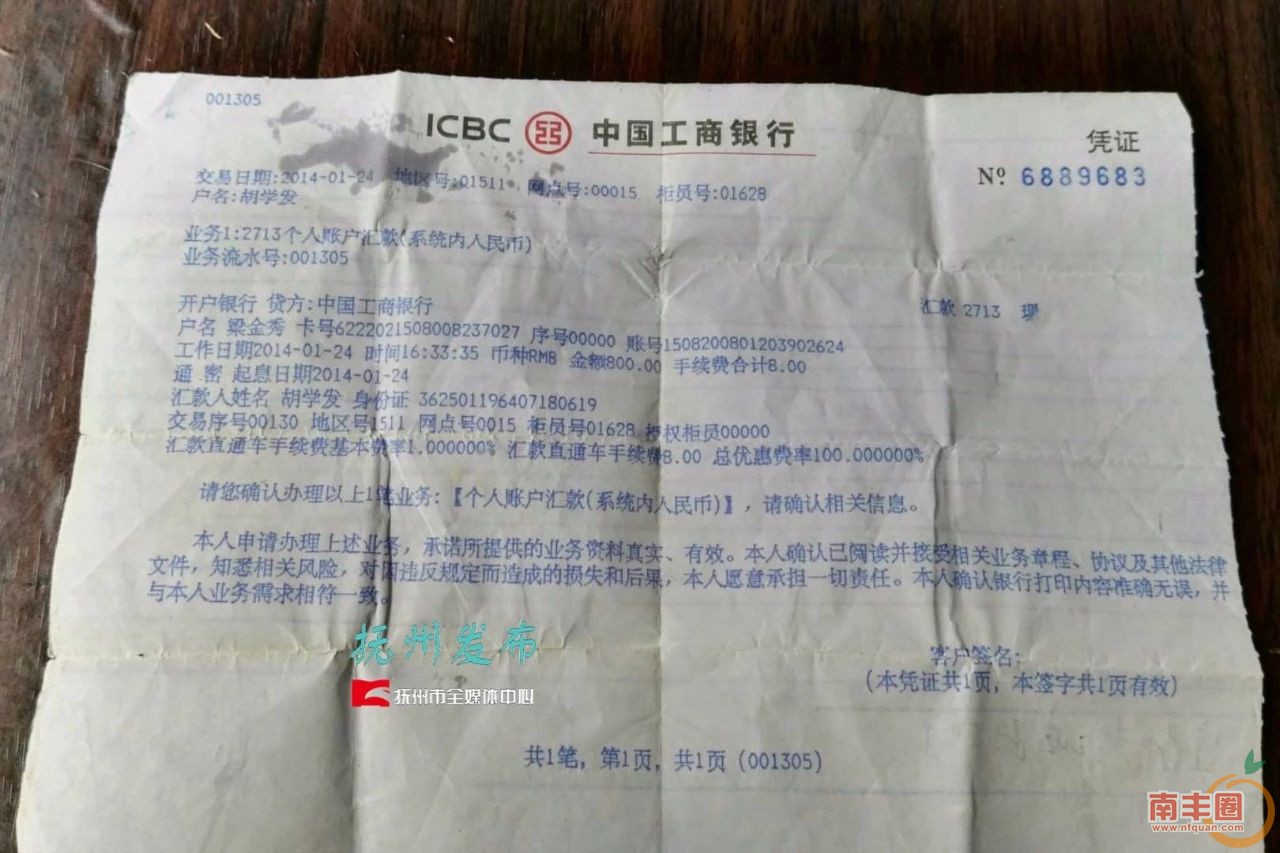 001305
ICBC 中国工商银行 凭证
№ 6889683
交易日期:2014-01-24 地区号:01511 网点号:00015 柜员号:01628
户名:胡学发
业务1:2713个人账户汇款(系统内人民币)
业务流水号:001305
开户银行 贷方:中国工商银行 汇款 2713
户名 梁金秀 卡号6222021508008237027 序号00000 账号1508200801203902624
工作日期2014-01-24 时间16:33:35 币种RMB 金额800.00 手续费合计8.00
通 密 起息日期2014-01-24
汇款人姓名 胡学发 身份证 362501196407180619
交易序号00130 地区号1511 网点号0015 柜员号01628 授权柜员00000
汇款直通车手续费基本费率1.000000% 汇款直通车手续费8.00 总优惠费率100.000000%
请您确认办理以上1笔业务:【个人账户汇款(系统内人民币)】, 请确认相关信息。
本人申请办理上述业务, 承诺所提供的业务资料真实、有效。本人确认已阅读并接受相关业务章程、协议及其他法律
文件, 知悉相关风险, 对因违反规定而造成的损失和后果, 本人愿意承担一切责任。本人确认银行打印内容准确无误, 并
与本人业务需求相符一致。
抚州发布
抚州市全媒体中心
客户签名:
(本凭证共1页, 本签字共1页有效)
共1笔, 第1页, 共1页 (001305)
南丰圈
www.nfquan.com